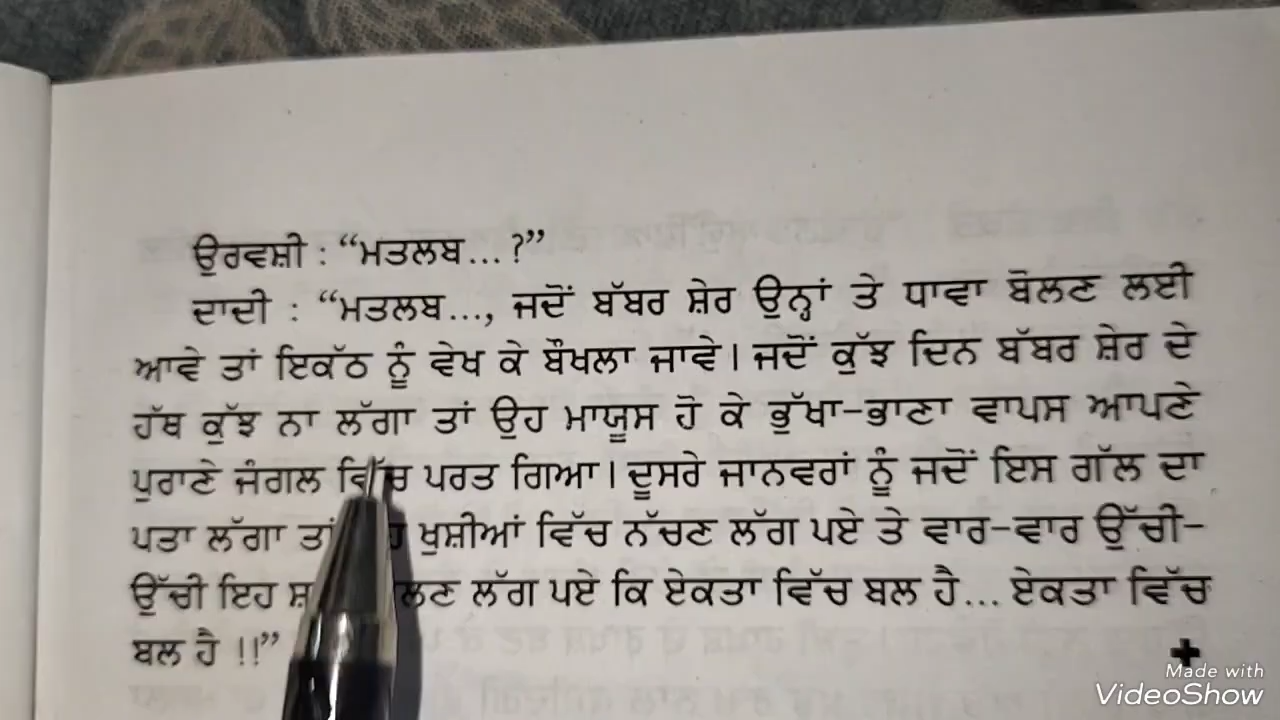 ਉਰਵਸ਼ੀ : “ਮਤਲਬ...?”
ਦਾਦੀ : “ਮਤਲਬ..., ਜਦੋਂ ਬੱਬਰ ਸ਼ੇਰ ਉਨ੍ਹਾਂ ਤੇ ਧਾਵਾ ਬੋਲਣ ਲਈ
ਆਵੇ ਤਾਂ ਇਕੱਠ ਨੂੰ ਵੇਖ ਕੇ ਬੌਖਲਾ ਜਾਵੇ। ਜਦੋਂ ਕੁੱਝ ਦਿਨ ਬੱਬਰ ਸ਼ੇਰ ਦੇ
ਹੱਥ ਕੁੱਝ ਨਾ ਲੱਗਾ ਤਾਂ ਉਹ ਮਾਯੂਸ ਹੋ ਕੇ ਭੁੱਖਾ-ਭਾਣਾ ਵਾਪਸ ਆਪਣੇ
ਪੁਰਾਣੇ ਜੰਗਲ ਵਿੱਚ ਪਰਤ ਗਿਆ। ਦੂਸਰੇ ਜਾਨਵਰਾਂ ਨੂੰ ਜਦੋਂ ਇਸ ਗੱਲ ਦਾ
ਪਤਾ ਲੱਗਾ ਤਾਂ ਖੁਸ਼ੀਆਂ ਵਿੱਚ ਨੱਚਣ ਲੱਗ ਪਏ ਤੇ ਵਾਰ-ਵਾਰ ਉੱਚੀ-
ਉੱਚੀ ਇਹ ਲੱਗ ਪਏ ਕਿ ਏਕਤਾ ਵਿੱਚ ਬਲ ਹੈ... ਏਕਤਾ ਵਿੱਚ
ਬਲ ਹੈ !!”
Made with
VideoShow